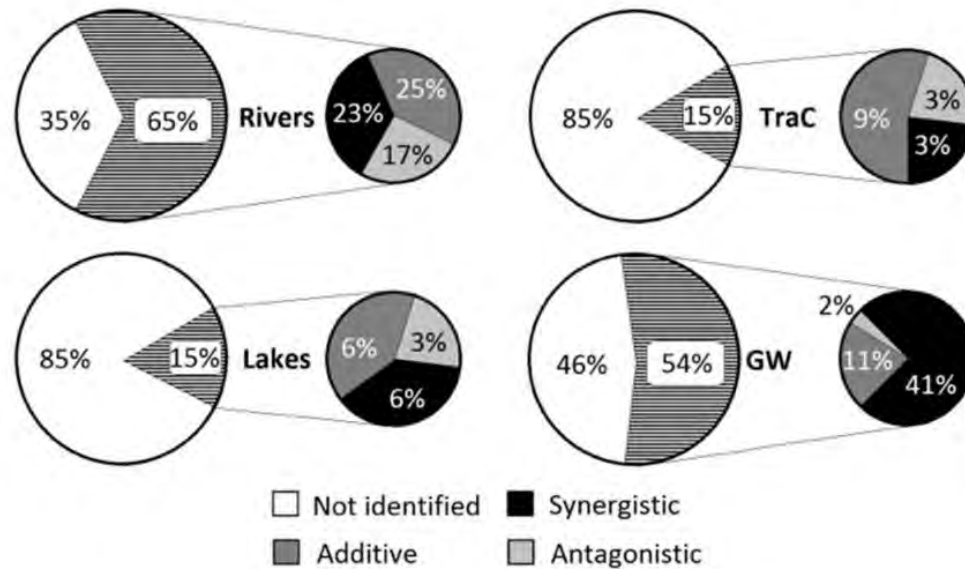 35%
65%
Rivers
23%
25%
17%
85%
15%
TraC
9%
3%
3%
85%
15%
Lakes
6%
3%
6%
46%
54%
GW
2%
11%
41%
Not identified
Synergistic
Additive
Antagonistic